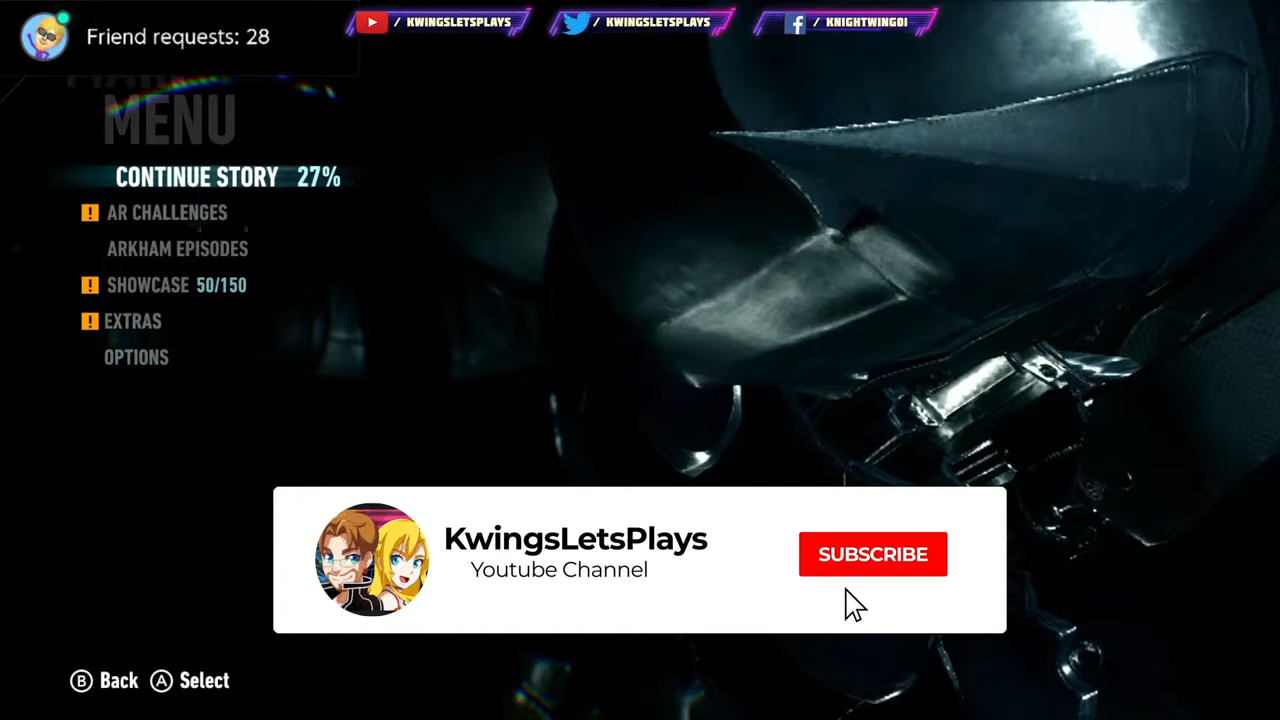 Friend requests: 28
/ KWINGSLETSPLAYS
/ KWINGSLETSPLAYS
/ KNIGHTWING01
MAIN
MENU
CONTINUE STORY 27%
! AR CHALLENGES
ARKHAM EPISODES
! SHOWCASE 50/150
! EXTRAS
OPTIONS
KwingsLetsPlays
Youtube Channel
SUBSCRIBE
B Back A Select